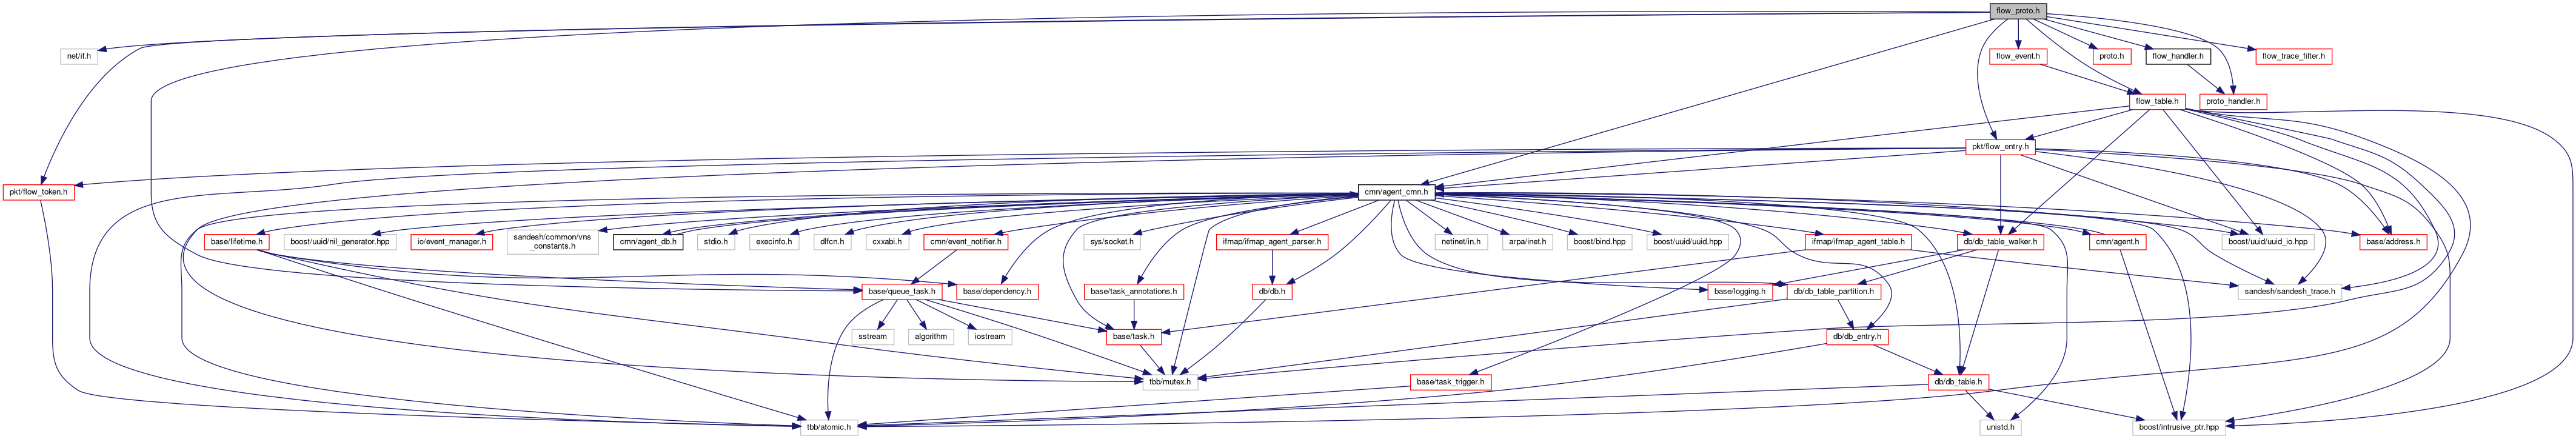 flow_proto.h
net/if.h
flow_event.h
proto.h
flow_handler.h
flow_trace_filter.h
flow_table.h
proto_handler.h
pkt/flow_entry.h
pkt/flow_token.h
cmn/agent_cmn.h
base/lifetime.h
boost/uuid/nil_generator.hpp
io/event_manager.h
sandesh/common/vns
_constants.h
cmn/agent_db.h
stdio.h
execinfo.h
dlfcn.h
cxxabi.h
cmn/event_notifier.h
sys/socket.h
ifmap/ifmap_agent_parser.h
netinet/in.h
arpa/inet.h
boost/bind.hpp
boost/uuid/uuid.hpp
ifmap/ifmap_agent_table.h
db/db_table_walker.h
cmn/agent.h
boost/uuid/uuid_io.hpp
base/address.h
base/queue_task.h
base/dependency.h
base/task_annotations.h
db/db.h
base/logging.h
db/db_table_partition.h
sandesh/sandesh_trace.h
sstream
algorithm
iostream
base/task.h
db/db_entry.h
tbb/mutex.h
base/task_trigger.h
db/db_table.h
tbb/atomic.h
unistd.h
boost/intrusive_ptr.hpp